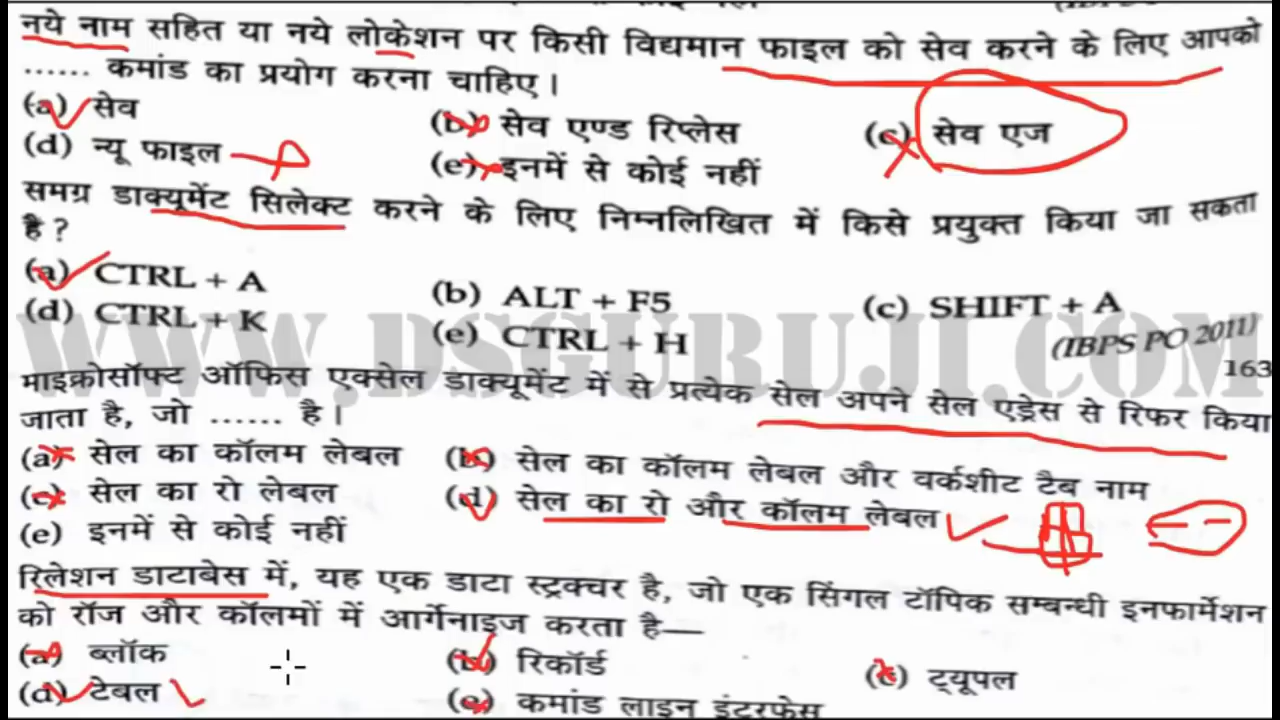 नये नाम सहित या नये लोकेशन पर किसी विद्यमान फाइल को सेव करने के लिए आपको
...... कमांड का प्रयोग करना चाहिए।
(a) सेव (b) सेव एण्ड रिप्लेस (c) सेव एज
(d) न्यू फाइल (e) इनमें से कोई नहीं
समग्र डाक्यूमेंट सिलेक्ट करने के लिए निम्नलिखित में किसे प्रयुक्त किया जा सकता
है?
(a) CTRL + A (b) ALT + F5 (c) SHIFT + A
(d) CTRL + K (e) CTRL + H (IBPS PO 2011)
WWW.DSGURUJI.COM
163
माइक्रोसॉफ्ट ऑफिस एक्सेल डाक्यूमेंट में से प्रत्येक सेल अपने सेल एड्रेस से रिफर किया
जाता है, जो ...... है।
(a) सेल का कॉलम लेबल (b) सेल का कॉलम लेबल और वर्कशीट टैब नाम
(c) सेल का रो लेबल (d) सेल का रो और कॉलम लेबल
(e) इनमें से कोई नहीं
रिलेशन डाटाबेस में, यह एक डाटा स्ट्रक्चर है, जो एक सिंगल टॉपिक सम्बन्धी इनफार्मेशन
को रॉज और कॉलमों में आर्गेनाइज करता है—
(a) ब्लॉक (b) रिकॉर्ड (c) ट्यूपल
(d) टेबल (e) कमांड लाइन इंटरफेस